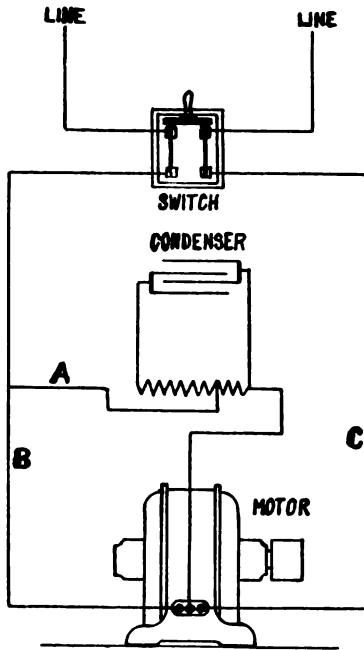 LINE
LINE
SWITCH
CONDENSER
A
B
C
MOTOR